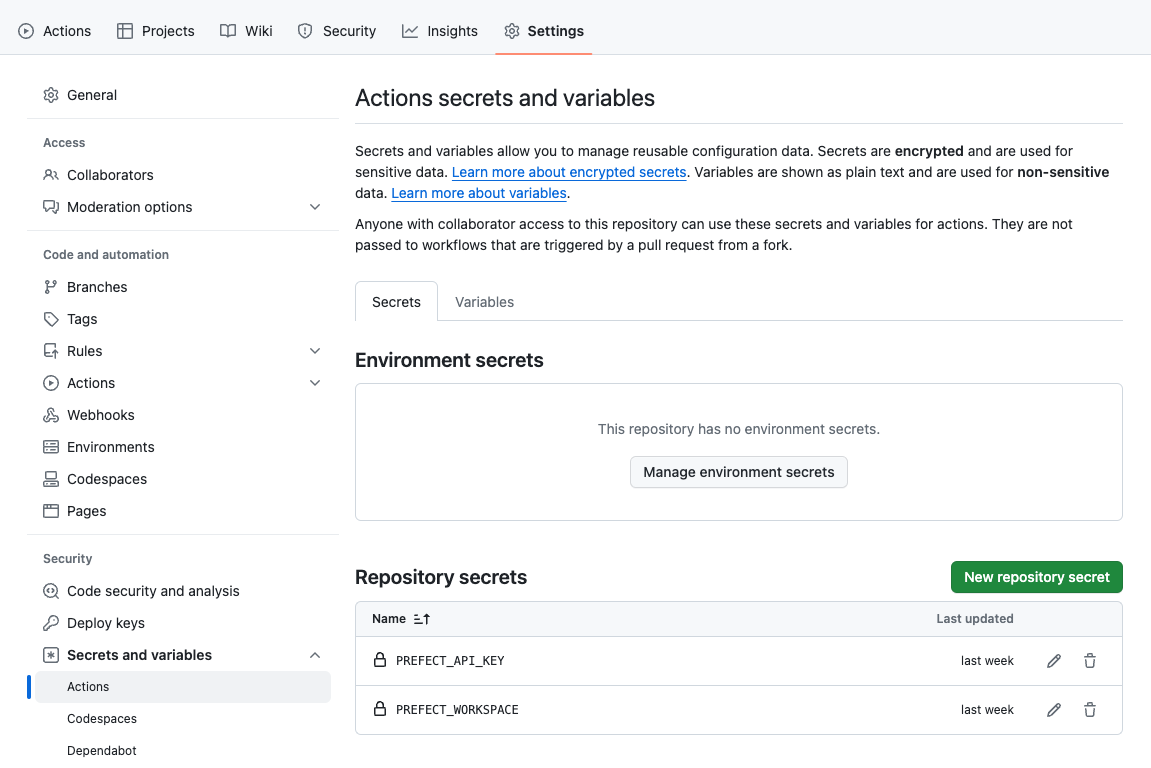 Actions Projects Wiki Security Insights Settings
General
Access
Collaborators
Moderation options
Code and automation
Branches
Tags
Rules
Actions
Webhooks
Environments
Codespaces
Pages
Security
Code security and analysis
Deploy keys
Secrets and variables
Actions
Codespaces
Dependabot
Actions secrets and variables
Secrets and variables allow you to manage reusable configuration data. Secrets are encrypted and are used for
sensitive data. Learn more about encrypted secrets. Variables are shown as plain text and are used for non-sensitive
data. Learn more about variables.
Anyone with collaborator access to this repository can use these secrets and variables for actions. They are not
passed to workflows that are triggered by a pull request from a fork.
Secrets Variables
Environment secrets
This repository has no environment secrets.
Manage environment secrets
Repository secrets New repository secret
Name Last updated
PREFECT_API_KEY last week
PREFECT_WORKSPACE last week